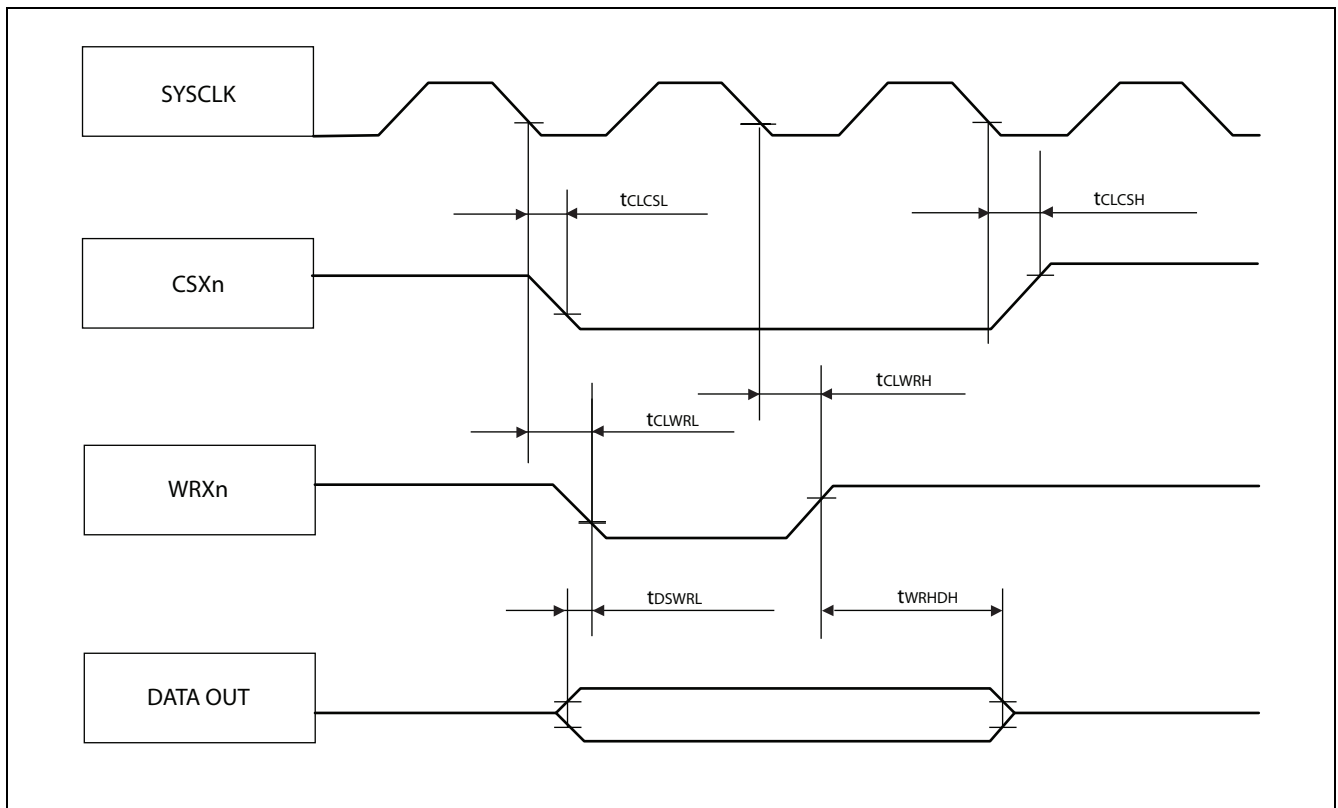 SYSCLK
tCLCSL
tCLCSH
CSXn
tCLWRH
tCLWRL
WRXn
tDSWRL
tWRHDH
DATA OUT